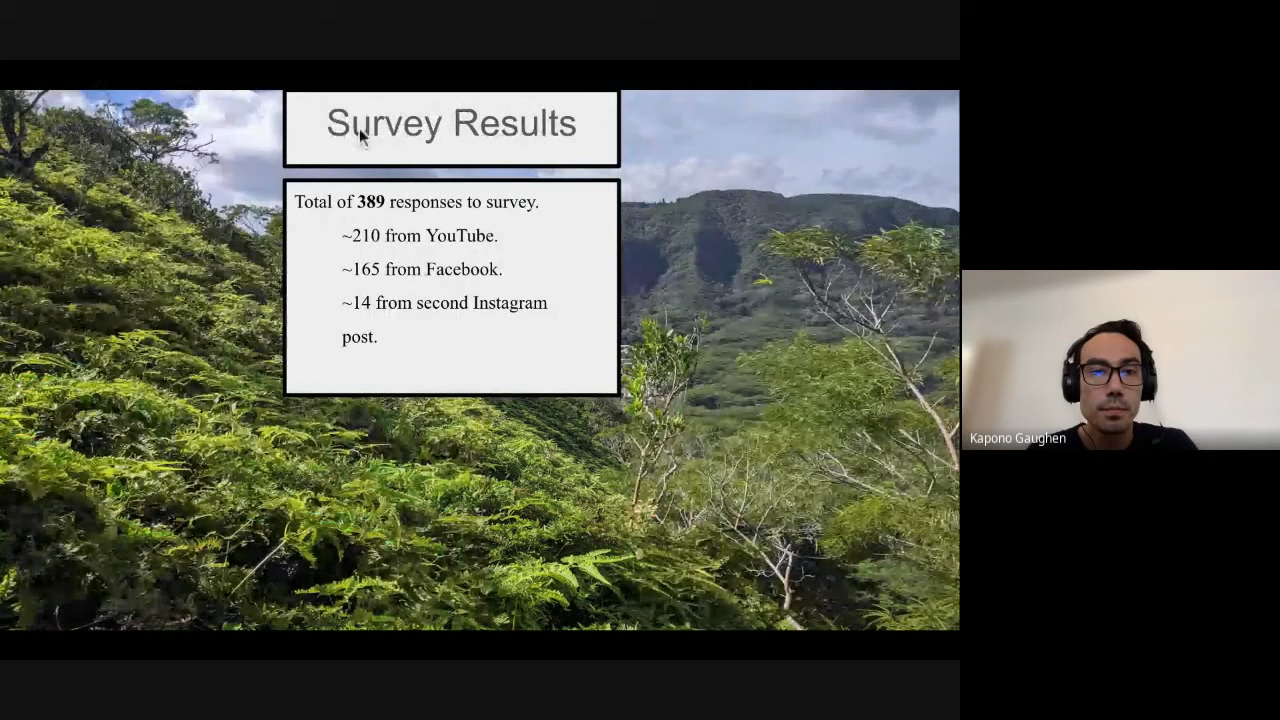 Survey Results
Total of 389 responses to survey.
~210 from YouTube.
~165 from Facebook.
~14 from second Instagram
post.
Kapono Gaughen